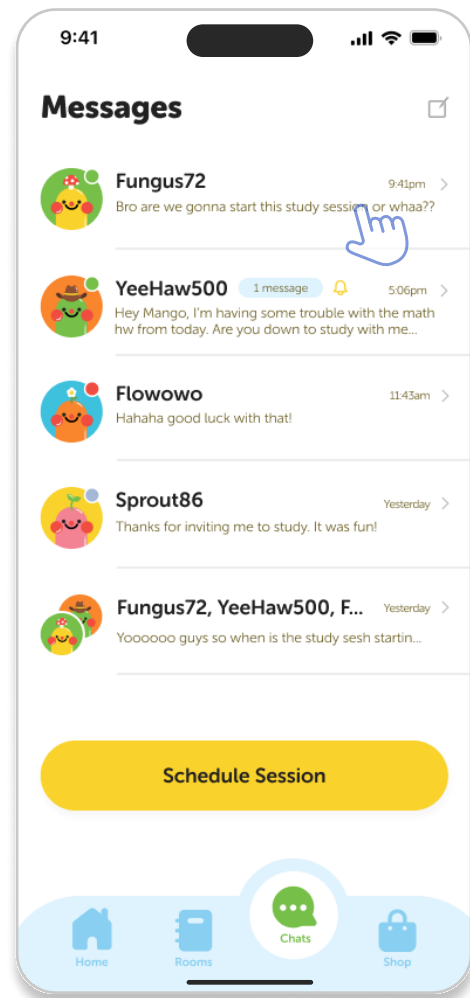 9:41
Messages
Fungus72
9:41pm
Bro are we gonna start this study session or whaa??
YeeHaw500
1 message
5:06pm
Hey Mango, I'm having some trouble with the math
hw from today. Are you down to study with me...
Flowowo
11:43am
Hahaha good luck with that!
Sprout86
Yesterday
Thanks for inviting me to study. It was fun!
Fungus72, YeeHaw500, F...
Yesterday
Yoooooo guys so when is the study sesh startin...
Schedule Session
Home
Rooms
Chats
Shop